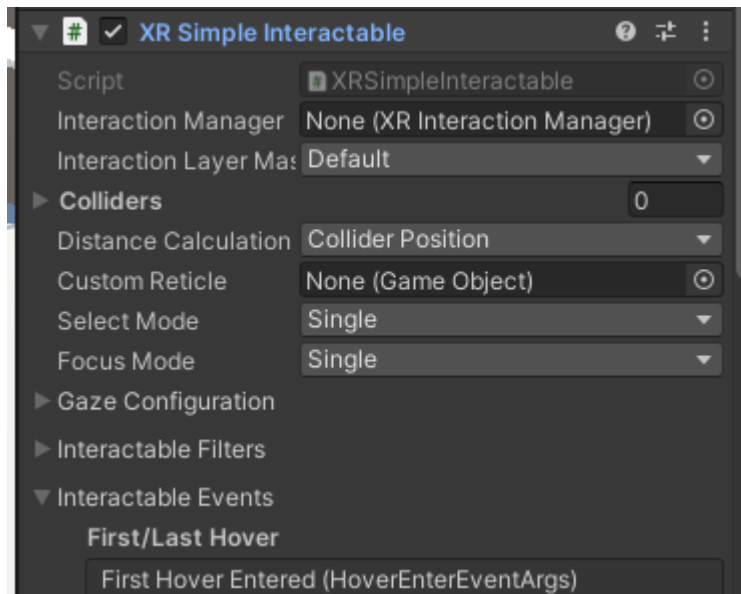 # XR Simple Interactable
Script # XRSimpleInteractable
Interaction Manager None (XR Interaction Manager)
Interaction Layer Mas Default
Colliders 0
Distance Calculation Collider Position
Custom Reticle None (Game Object)
Select Mode Single
Focus Mode Single
Gaze Configuration
Interactable Filters
Interactable Events
First/Last Hover
First Hover Entered (HoverEnterEventArgs)